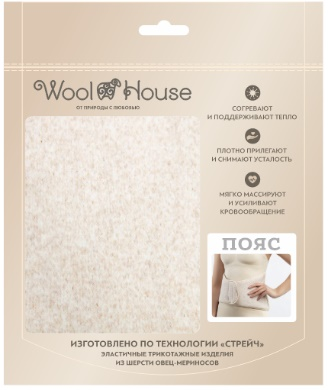 Wool House
ОТ ПРИРОДЫ С ЛЮБОВЬЮ
СОГРЕВАЮТ
И ПОДДЕРЖИВАЮТ ТЕПЛО
ПЛОТНО ПРИЛЕГАЮТ
И СНИМАЮТ УСТАЛОСТЬ
МЯГКО МАССИРУЮТ
И УСИЛИВАЮТ
КРОВООБРАЩЕНИЕ
ПОЯС
ИЗГОТОВЛЕНО ПО ТЕХНОЛОГИИ «СТРЕЙЧ»
ЭЛАСТИЧНЫЕ ТРИКОТАЖНЫЕ ИЗДЕЛИЯ
ИЗ ШЕРСТИ ОВЕЦ-МЕРИНОСОВ